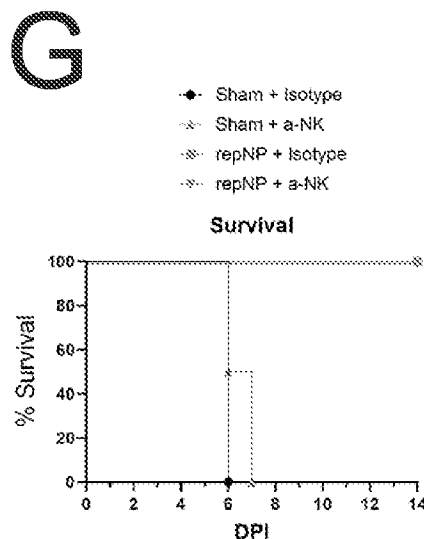 G
Sham + Isotype
Sham + a-NK
repNP + Isotype
repNP + a-NK
Survival
100
80
60
40
20
0
% Survival
0 2 4 6 8 10 12 14
DPI